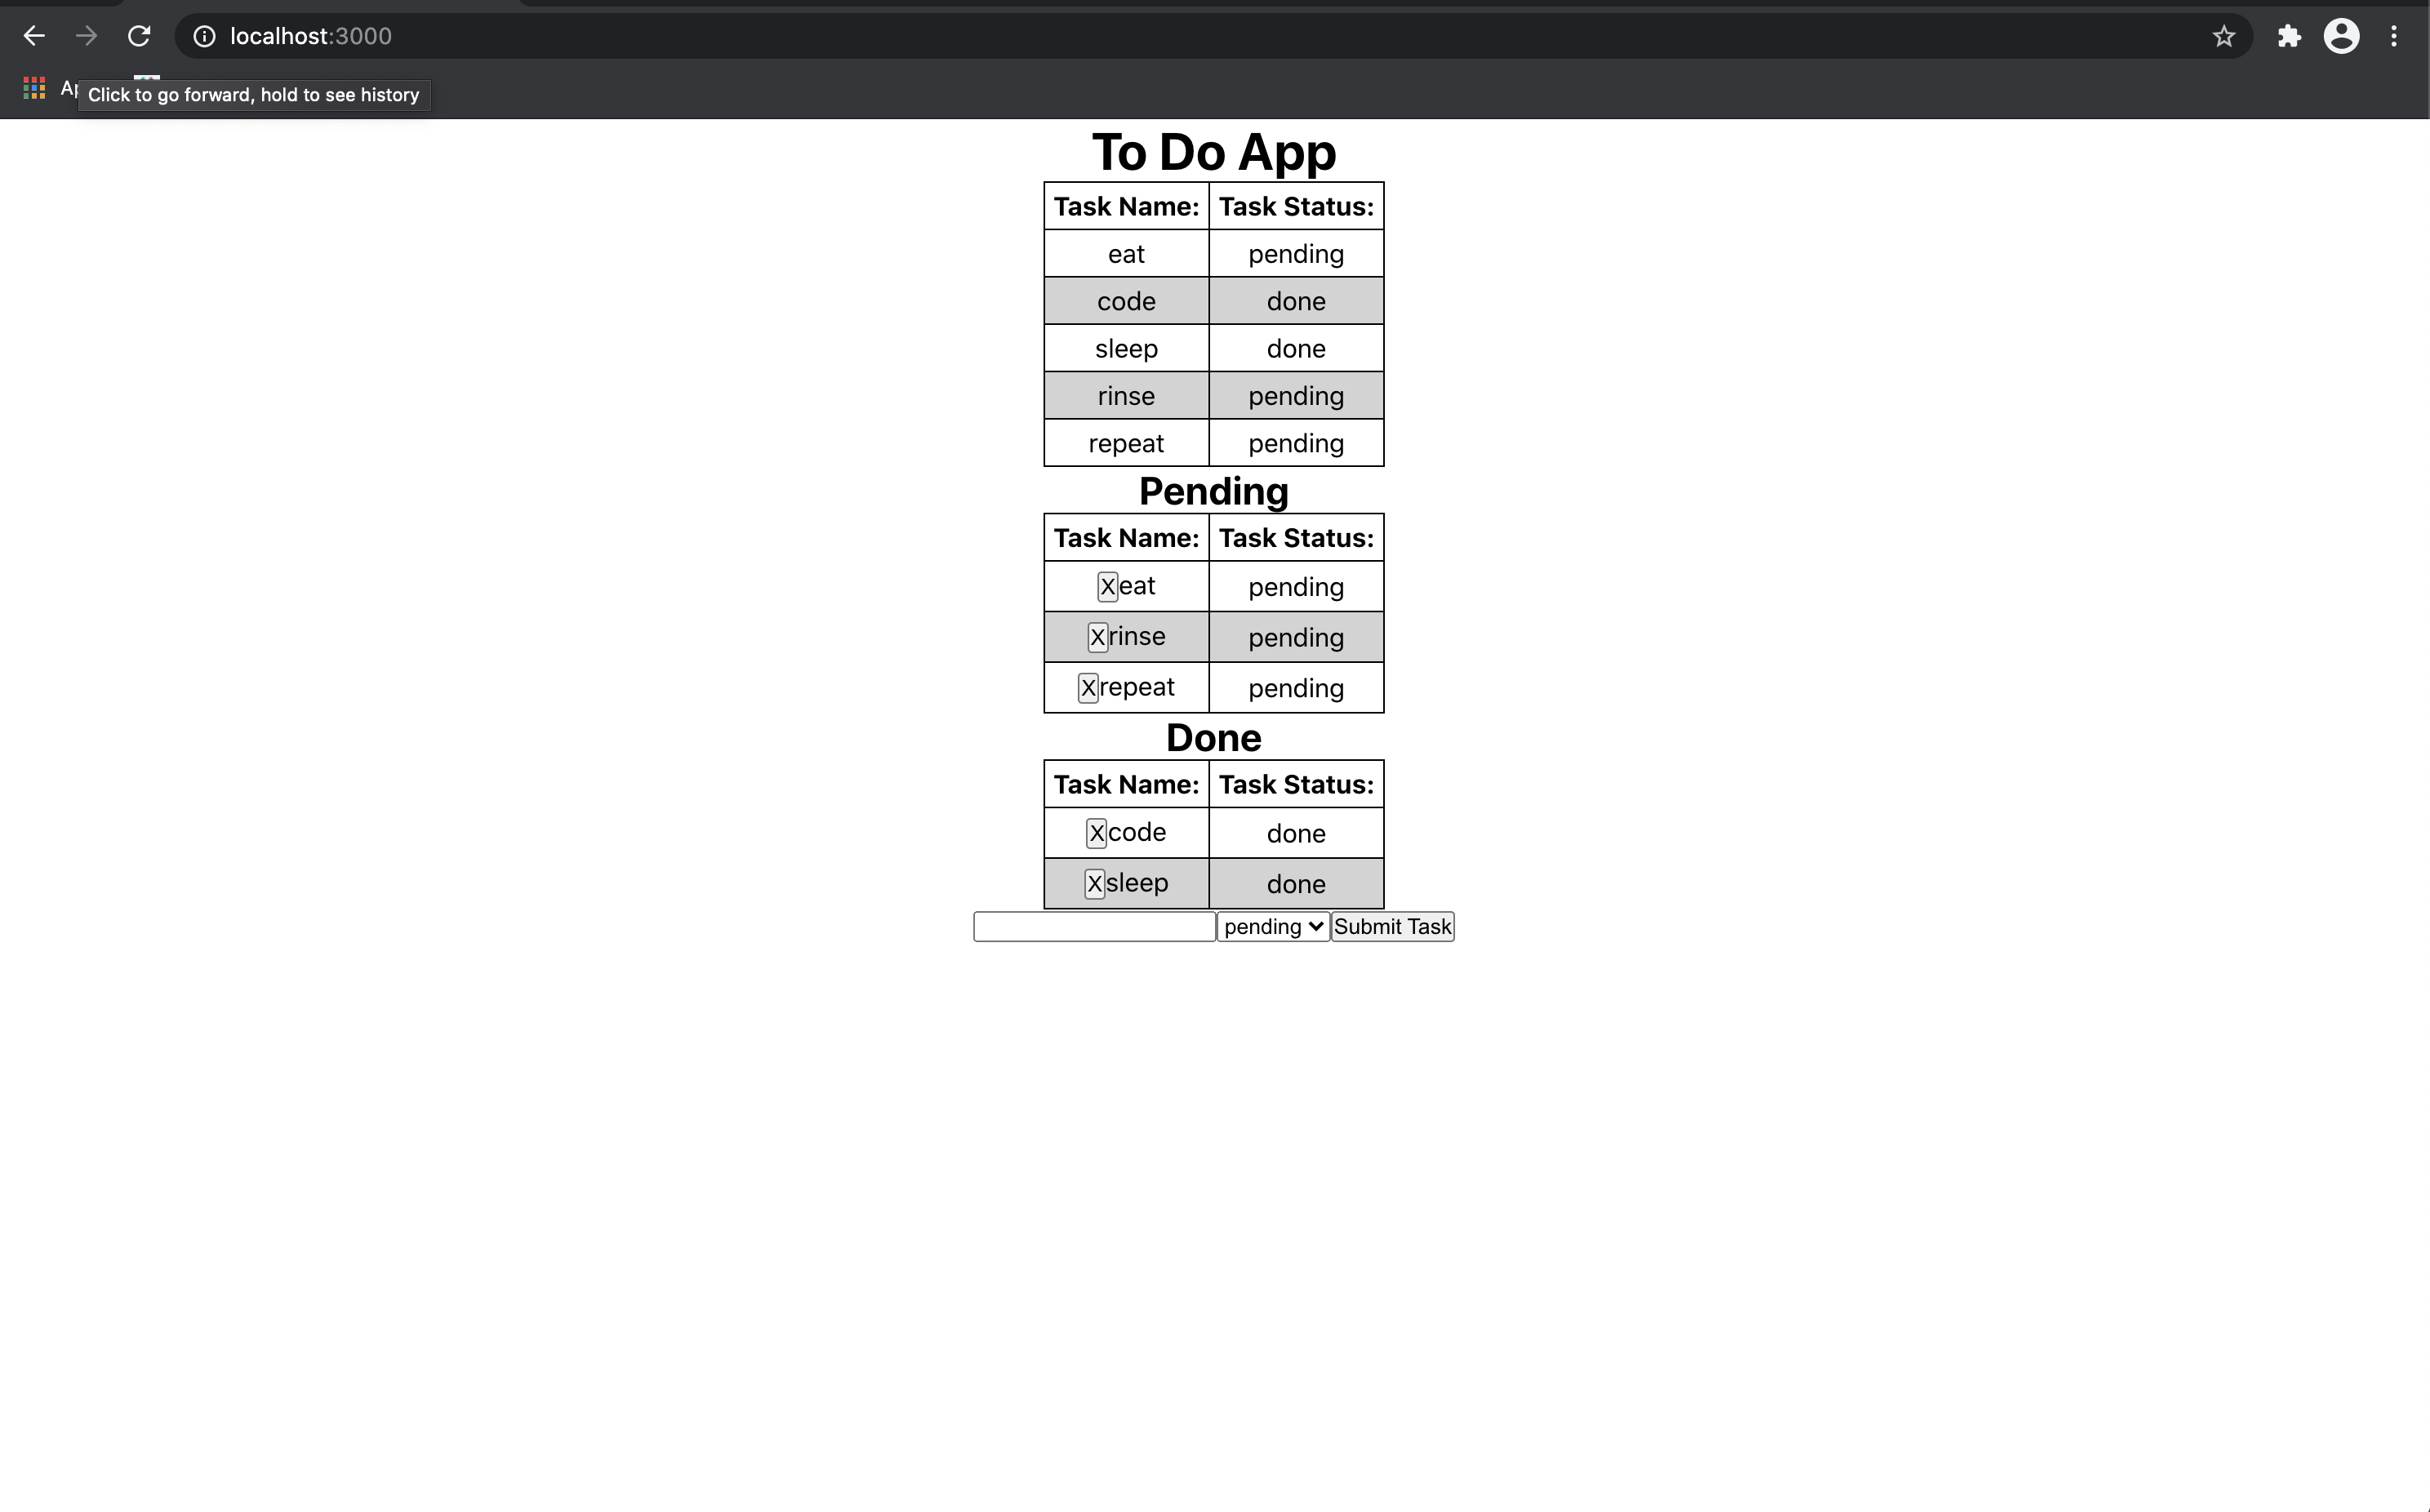 localhost:3000
Click to go forward, hold to see history
To Do App
Task Name: Task Status:
eat pending
code done
sleep done
rinse pending
repeat pending
Pending
Task Name: Task Status:
X eat pending
X rinse pending
X repeat pending
Done
Task Name: Task Status:
X code done
X sleep done
pending Submit Task